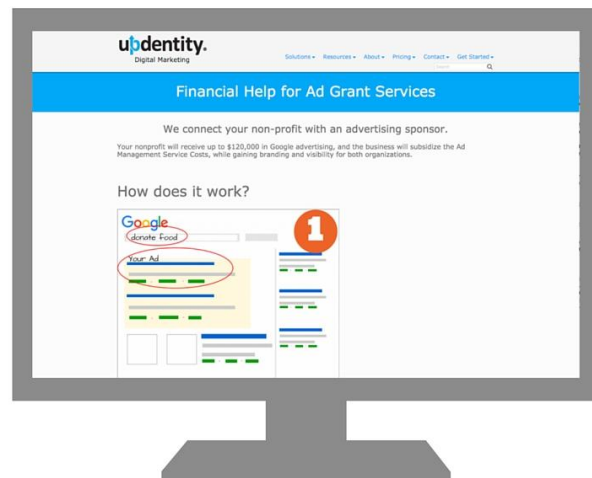 updentity.
Digital Marketing
Solutions Resources About Pricing Contact Get Started
Search
Financial Help for Ad Grant Services
We connect your non-profit with an advertising sponsor.
Your nonprofit will receive up to $120,000 in Google advertising, and the business will subsidize the Ad
Management Service Costs, while gaining branding and visibility for both organizations.
How does it work?
Google
1
donate food
Your Ad